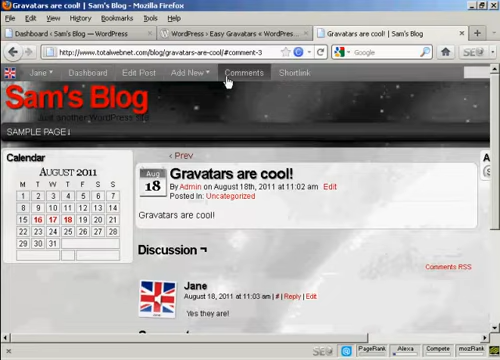 Gravatars are cool! | Sam's Blog - Mozilla Firefox
File Edit View History Bookmarks Tools Help
Dashboard ‹ Sam's Blog — WordPress
WordPress › Easy Gravatars « WordPres...
Gravatars are cool! | Sam's Blog
http://www.totalwebnet.com/blog/gravatars-are-cool/#comment-3
Google
Jane
Dashboard
Edit Post
Add New
Comments
Shortlink
Sam's Blog
Just another WordPress site
SAMPLE PAGE↓
Calendar
August 2011
M T W T F S S
1 2 3 4 5 6 7
8 9 10 11 12 13 14
15 16 17 18 19 20 21
22 23 24 25 26 27 28
29 30 31
‹ Prev
Aug
18
Gravatars are cool!
By Admin on August 18th, 2011 at 11:02 am Edit
Posted In: Uncategorized
Gravatars are cool!
A
Discussion ¬
Comments RSS
Jane
August 18, 2011 at 11:03 am | # | Reply | Edit
Yes they are!
PageRank
Alexa
Compete
mozRank